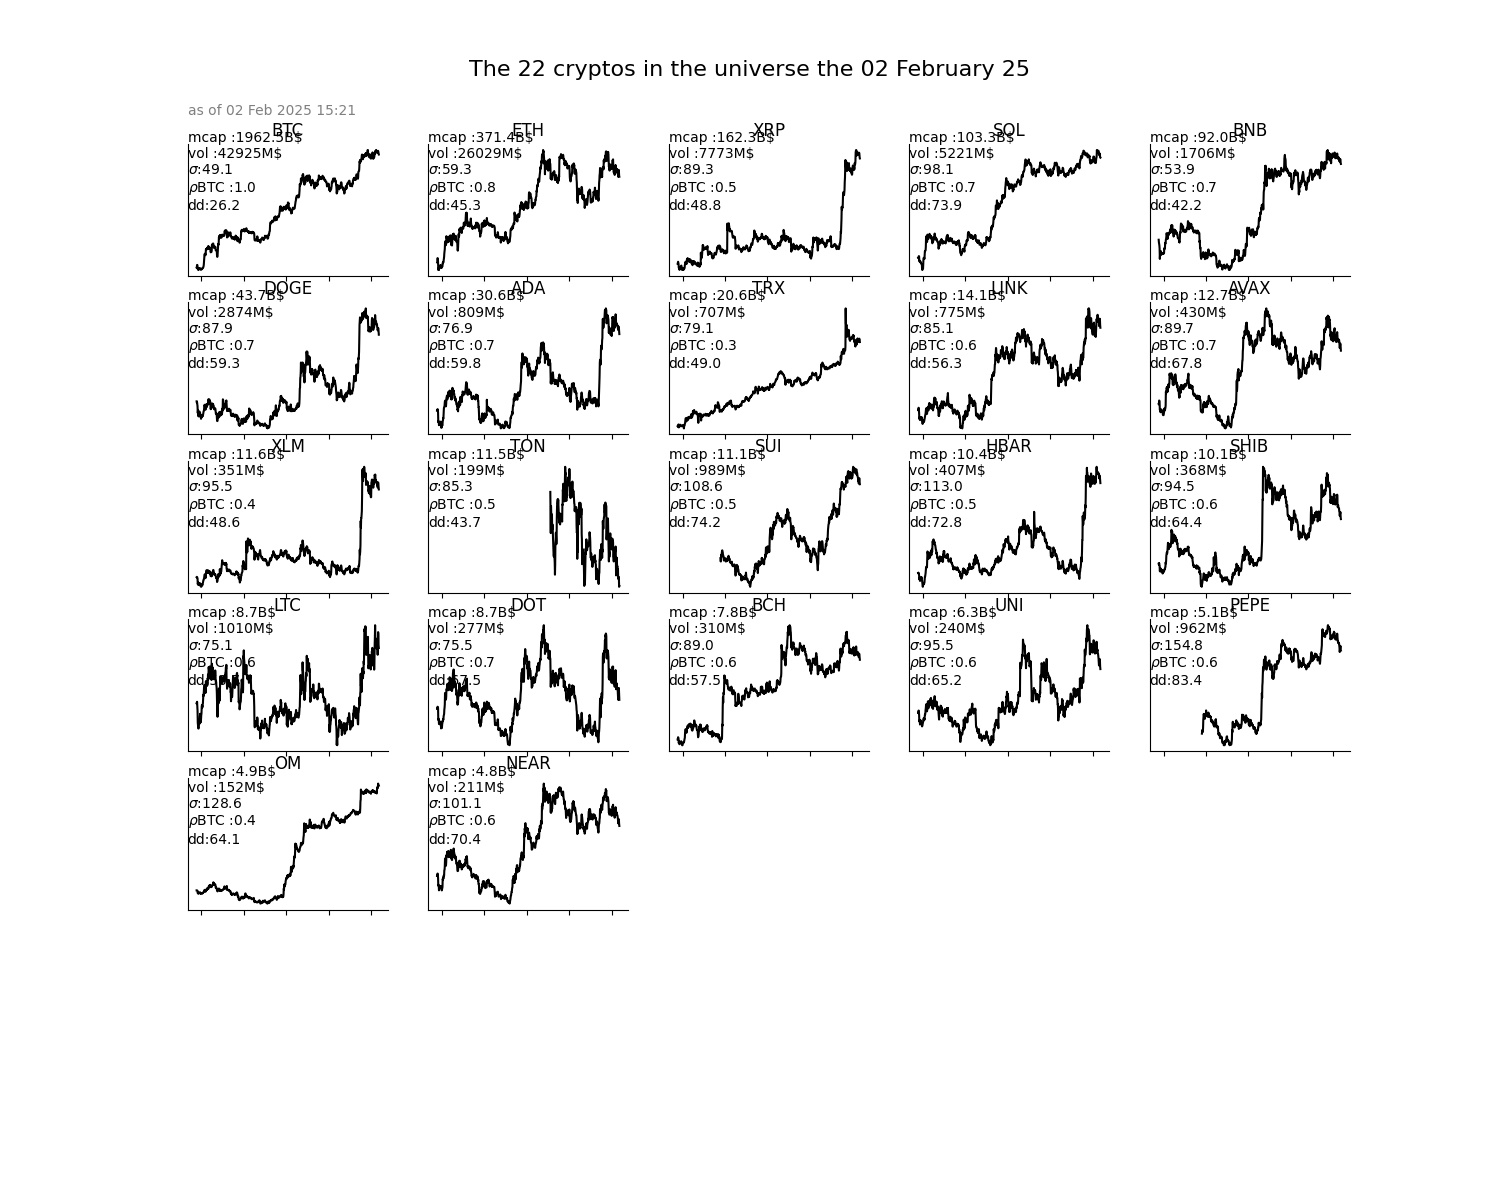 The 22 cryptos in the universe the 02 February 25
as of 02 Feb 2025 15:21
BTC
mcap :1962.5B$
vol :42925M$
σ:49.1
ρBTC :1.0
dd:26.2
ETH
mcap :371.4B$
vol :26029M$
σ:59.3
ρBTC :0.8
dd:45.3
XRP
mcap :162.3B$
vol :7773M$
σ:89.3
ρBTC :0.5
dd:48.8
SOL
mcap :103.3B$
vol :5221M$
σ:98.1
ρBTC :0.7
dd:73.9
BNB
mcap :92.0B$
vol :1706M$
σ:53.9
ρBTC :0.7
dd:42.2
DOGE
mcap :43.7B$
vol :2874M$
σ:87.9
ρBTC :0.7
dd:59.3
ADA
mcap :30.6B$
vol :809M$
σ:76.9
ρBTC :0.7
dd:59.8
TRX
mcap :20.6B$
vol :707M$
σ:79.1
ρBTC :0.3
dd:49.0
LINK
mcap :14.1B$
vol :775M$
σ:85.1
ρBTC :0.6
dd:56.3
AVAX
mcap :12.7B$
vol :430M$
σ:89.7
ρBTC :0.7
dd:67.8
XLM
mcap :11.6B$
vol :351M$
σ:95.5
ρBTC :0.4
dd:48.6
TON
mcap :11.5B$
vol :199M$
σ:85.3
ρBTC :0.5
dd:43.7
SUI
mcap :11.1B$
vol :989M$
σ:108.6
ρBTC :0.5
dd:74.2
HBAR
mcap :10.4B$
vol :407M$
σ:113.0
ρBTC :0.5
dd:72.8
SHIB
mcap :10.1B$
vol :368M$
σ:94.5
ρBTC :0.6
dd:64.4
LTC
mcap :8.7B$
vol :1010M$
σ:75.1
ρBTC :0.6
DOT
mcap :8.7B$
vol :277M$
σ:75.5
ρBTC :0.7
dd:67.5
BCH
mcap :7.8B$
vol :310M$
σ:89.0
ρBTC :0.6
dd:57.5
UNI
mcap :6.3B$
vol :240M$
σ:95.5
ρBTC :0.6
dd:65.2
PEPE
mcap :5.1B$
vol :962M$
σ:154.8
ρBTC :0.6
dd:83.4
OM
mcap :4.9B$
vol :152M$
σ:128.6
ρBTC :0.4
dd:64.1
NEAR
mcap :4.8B$
vol :211M$
σ:101.1
ρBTC :0.6
dd:70.4